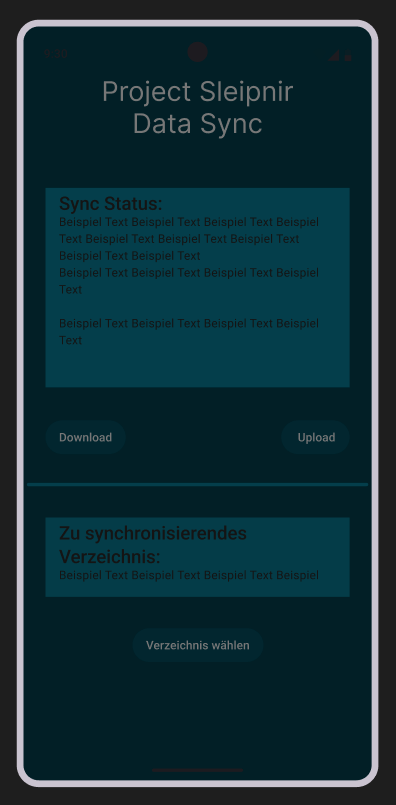 Project Sleipnir
Data Sync
Sync Status:
Beispiel Text Beispiel Text Beispiel Text Beispiel
Text Beispiel Text Beispiel Text Beispiel Text
Beispiel Text Beispiel Text
Beispiel Text Beispiel Text Beispiel Text Beispiel
Text
Beispiel Text Beispiel Text Beispiel Text Beispiel
Text
Download
Upload
Zu synchronisierendes
Verzeichnis:
Beispiel Text Beispiel Text Beispiel Text Beispiel
Verzeichnis wählen